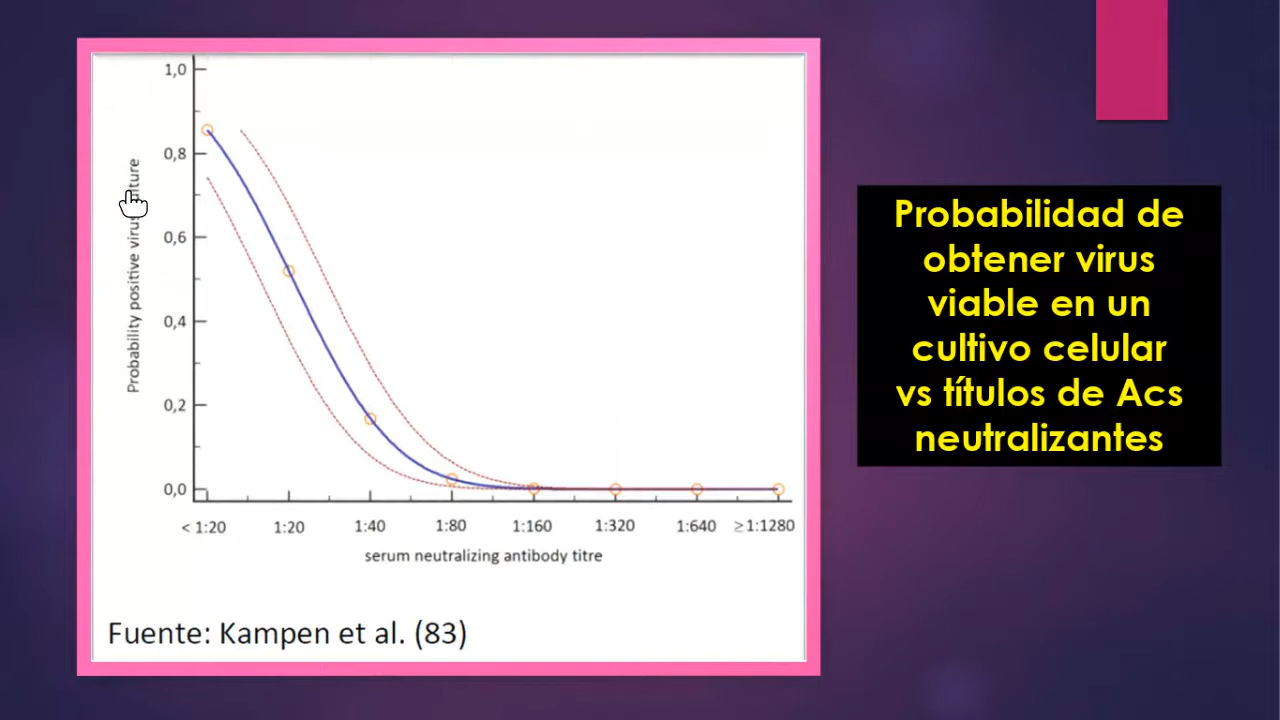 1,0
0,8
0,6
0,4
0,2
0,0
Probability positive virus
< 1:20 1:20 1:40 1:80 1:160 1:320 1:640 ≥1:1280
serum neutralizing antibody titre
Fuente: Kampen et al. (83)
Probabilidad de
obtener virus
viable en un
cultivo celular
vs títulos de Acs
neutralizantes